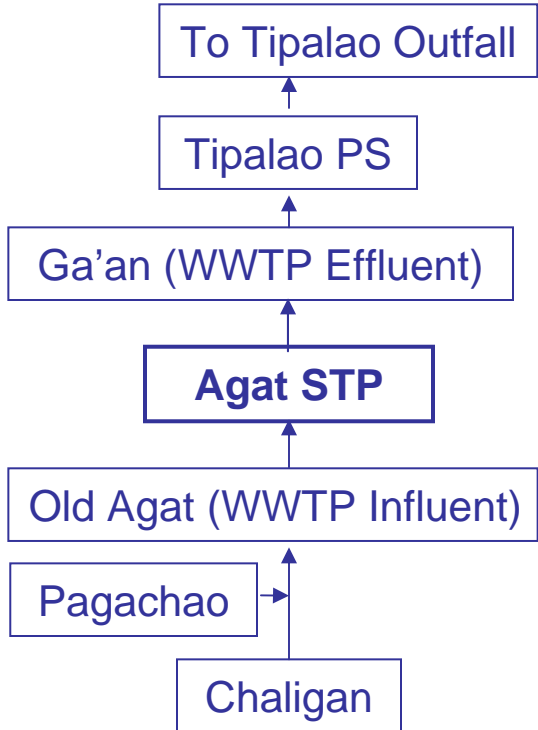 To Tipalao Outfall
Tipalao PS
Ga’an (WWTP Effluent)
Agat STP
Old Agat (WWTP Influent)
Pagachao
Chaligan